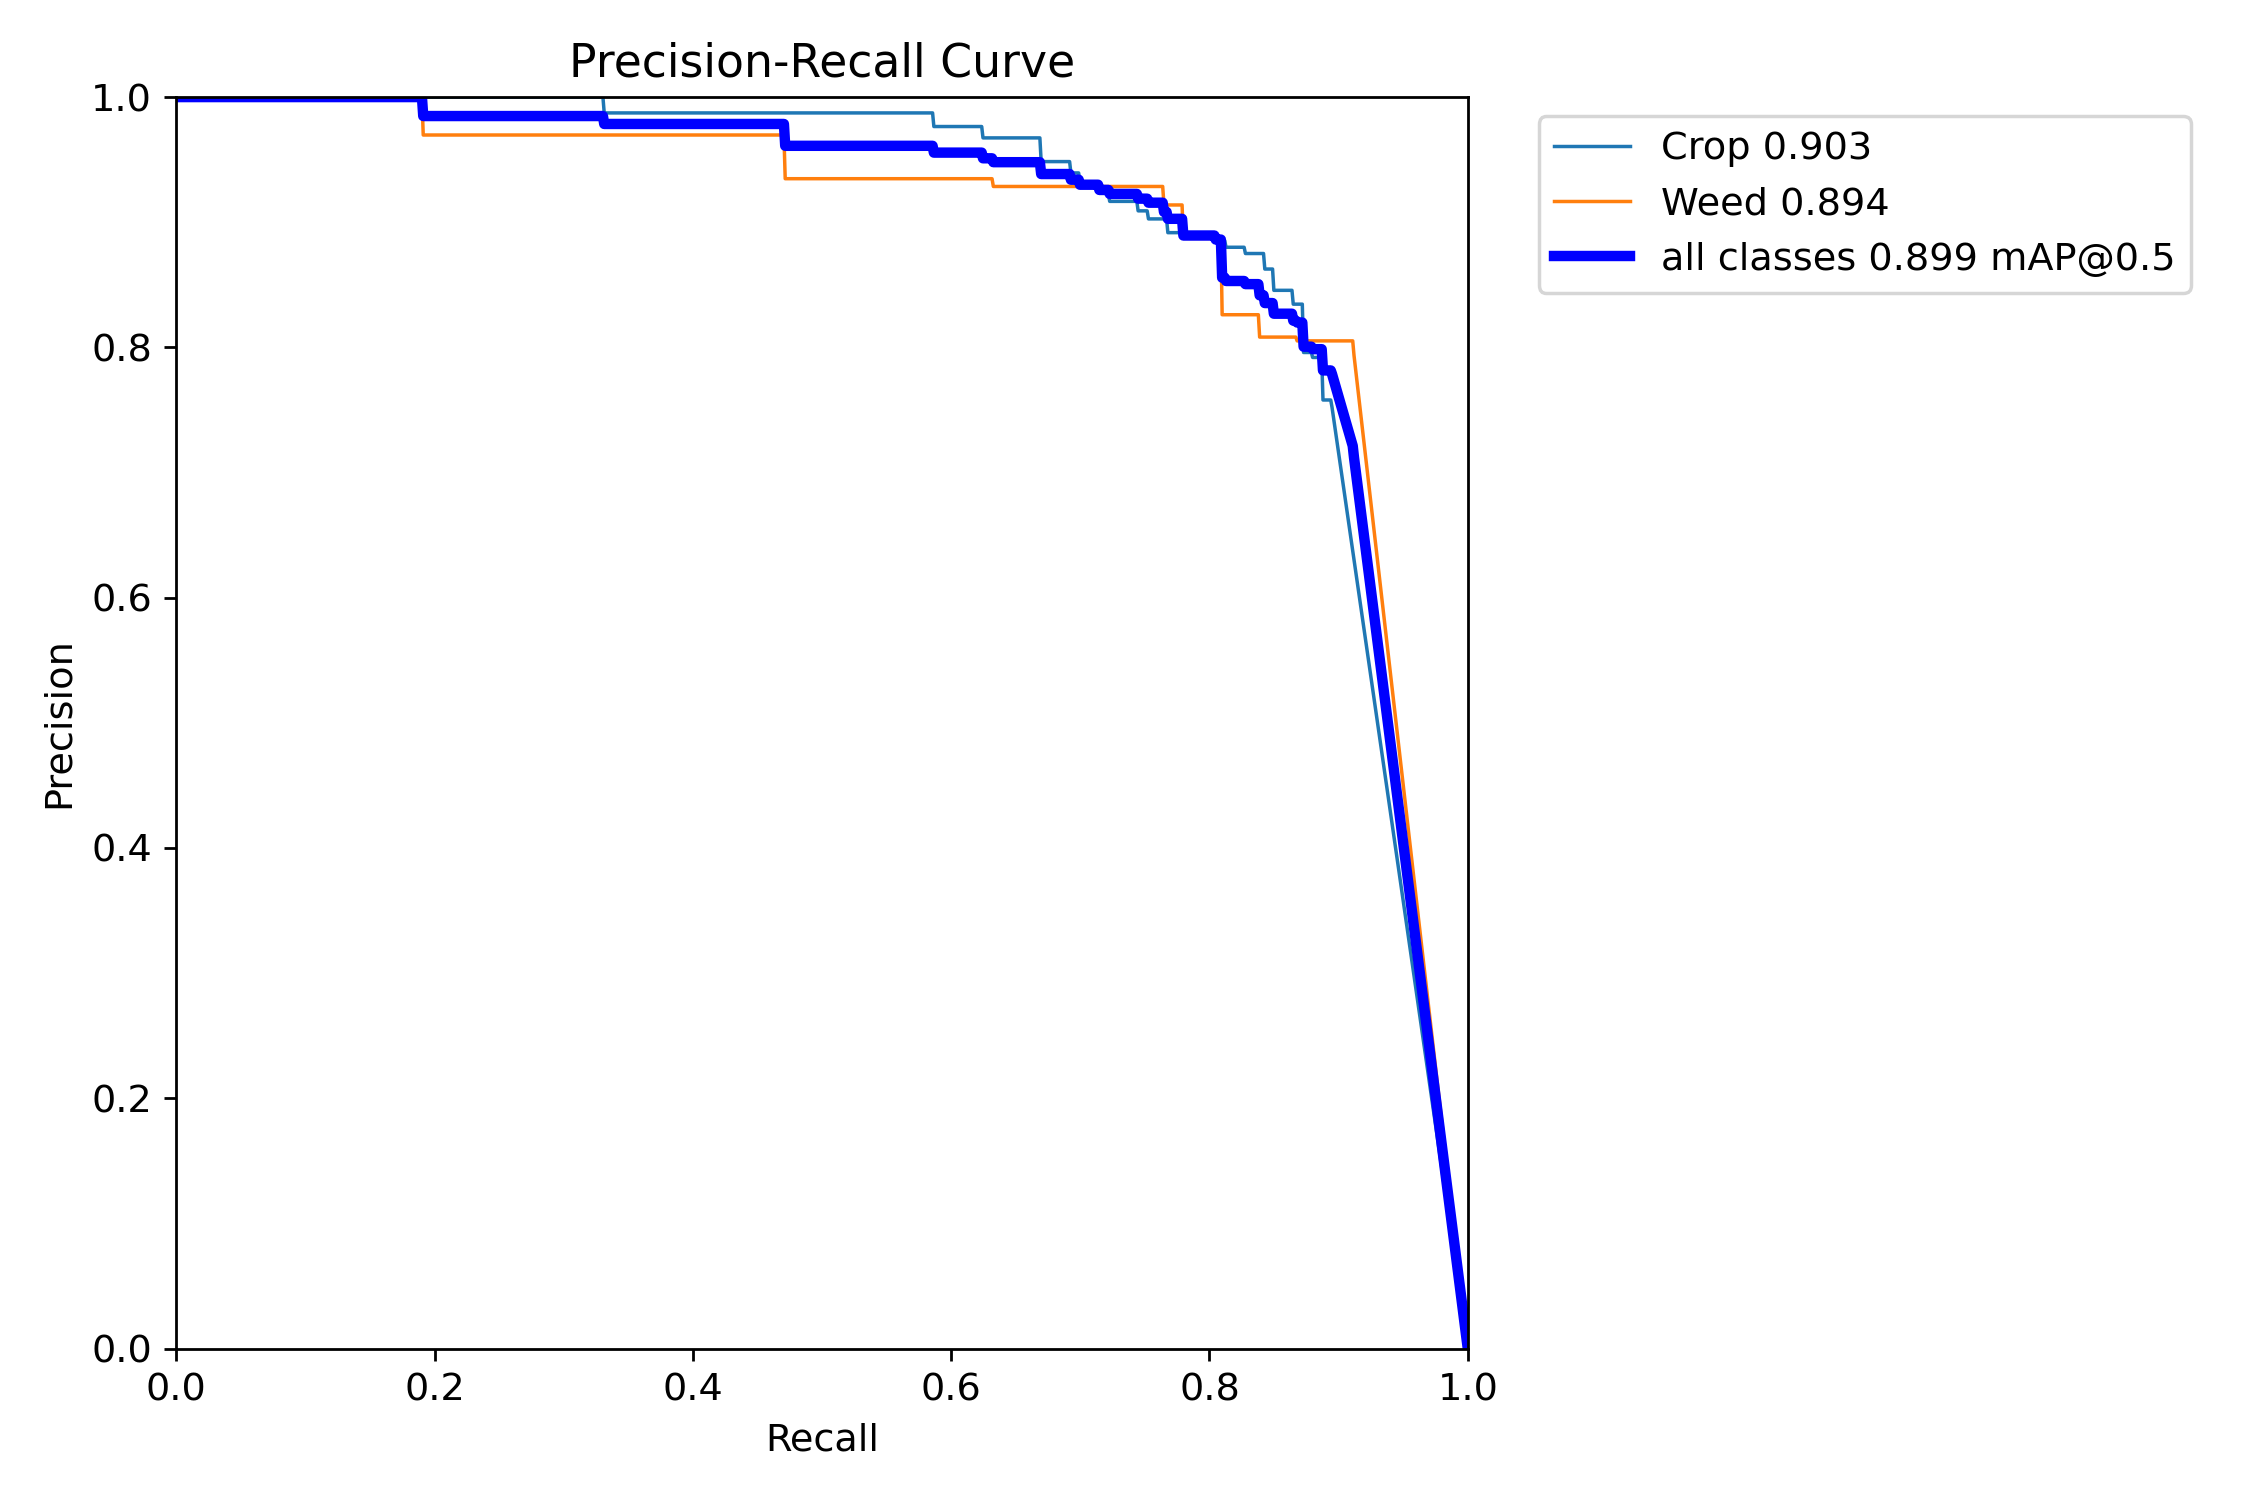 Precision-Recall Curve
1.0
0.8
0.6
0.4
0.2
0.0
Precision
0.0 0.2 0.4 0.6 0.8 1.0
Recall
Crop 0.903
Weed 0.894
all classes 0.899 mAP@0.5